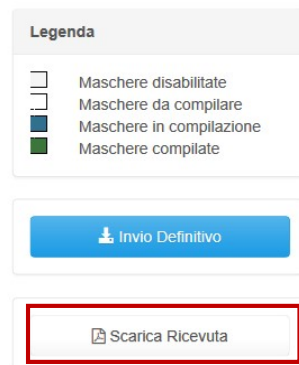 Legenda
Maschere disabilitate
Maschere da compilare
Maschere in compilazione
Maschere compilate
Invio Definitivo
Scarica Ricevuta